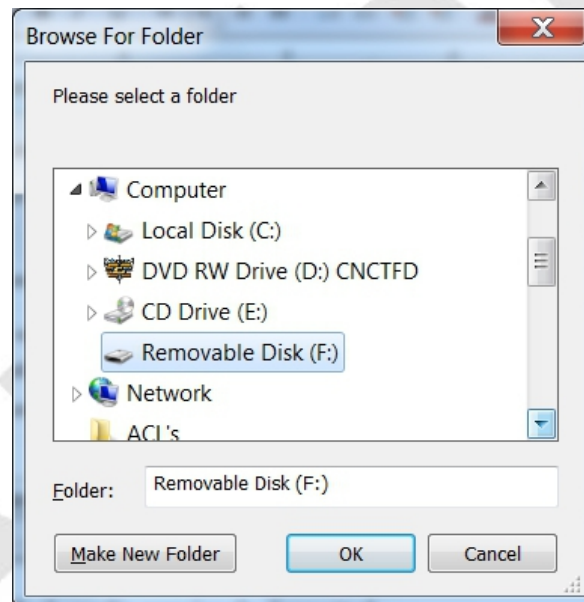 Browse For Folder
Please select a folder
Computer
Local Disk (C:)
DVD RW Drive (D:) CNCTFD
CD Drive (E:)
Removable Disk (F:)
Network
ACL's
Folder: Removable Disk (F:)
Make New Folder OK Cancel